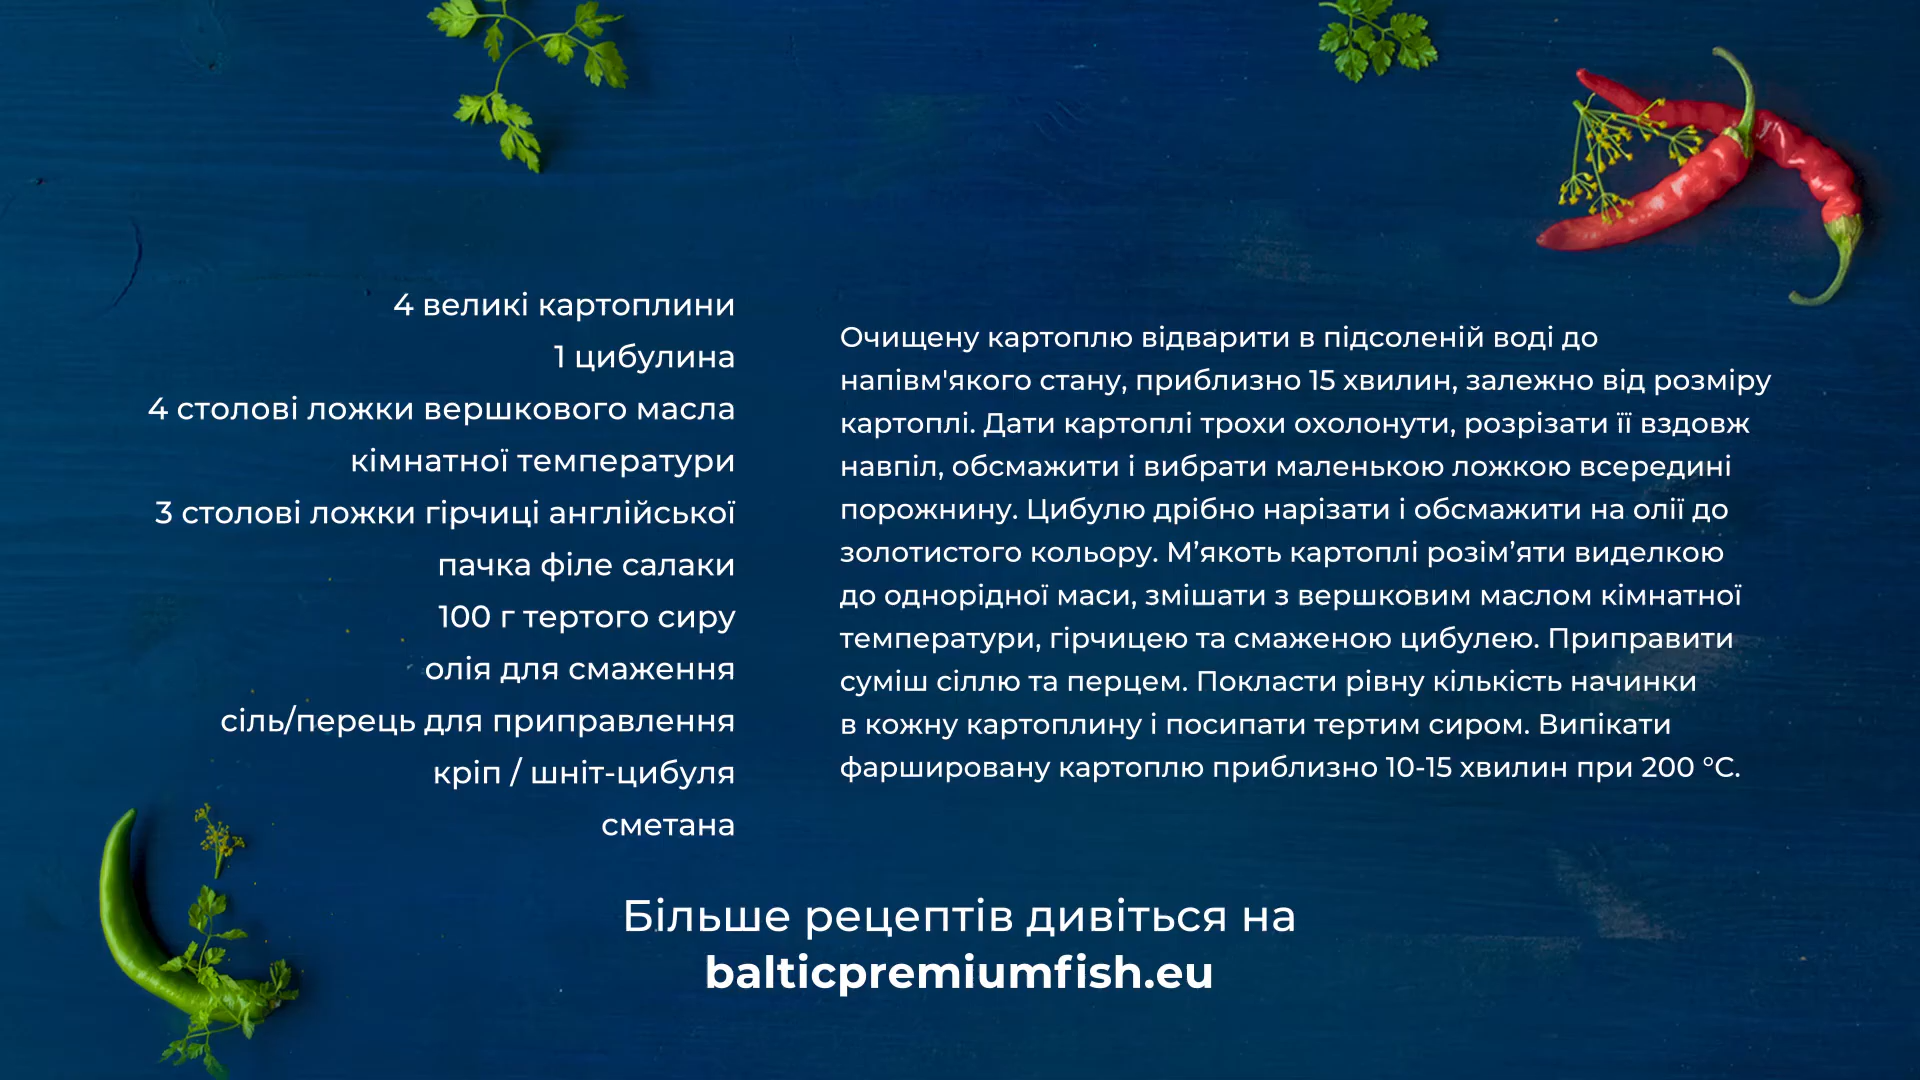 4 великі картоплини
1 цибулина
4 столові ложки вершкового масла
кімнатної температури
3 столові ложки гірчиці англійської
пачка філе салаки
100 г тертого сиру
олія для смаження
сіль/перець для приправлення
кріп / шніт-цибуля
сметана
Очищену картоплю відварити в підсоленій воді до
напівм'якого стану, приблизно 15 хвилин, залежно від розміру
картоплі. Дати картоплі трохи охолонути, розрізати її вздовж
навпіл, обсмажити і вибрати маленькою ложкою всередині
порожнину. Цибулю дрібно нарізати і обсмажити на олії до
золотистого кольору. М’якоть картоплі розім’яти виделкою
до однорідної маси, змішати з вершковим маслом кімнатної
температури, гірчицею та смаженою цибулею. Приправити
суміш сіллю та перцем. Покласти рівну кількість начинки
в кожну картоплину і посипати тертим сиром. Випікати
фаршировану картоплю приблизно 10-15 хвилин при 200 °C.
Більше рецептів дивіться на
balticpremiumfish.eu